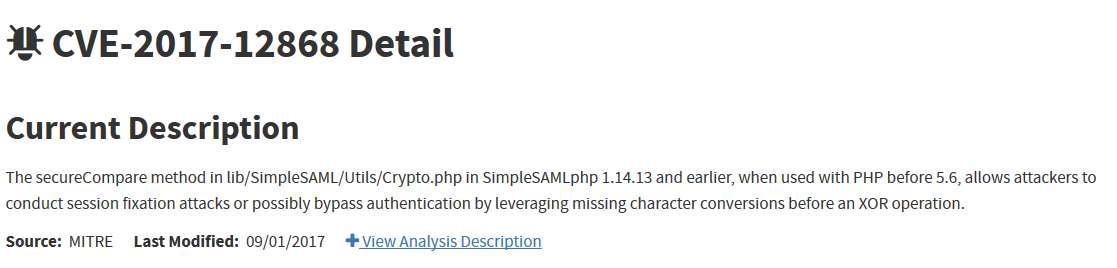 CVE-2017-12868 Detail
Current Description
The secureCompare method in lib/SimpleSAML/Utils/Crypto.php in SimpleSAMLphp 1.14.13 and earlier, when used with PHP before 5.6, allows attackers to
conduct session fixation attacks or possibly bypass authentication by leveraging missing character conversions before an XOR operation.
Source: MITRE Last Modified: 09/01/2017 +View Analysis Description